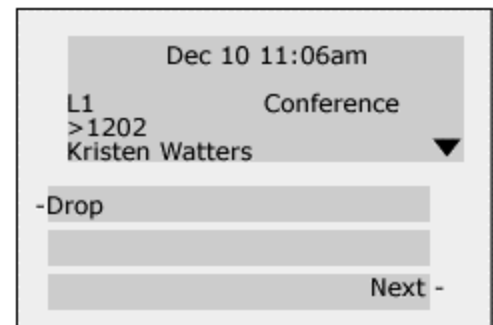 Dec 10 11:06am
L1 Conference
>1202
Kristen Watters
-Drop
Next -